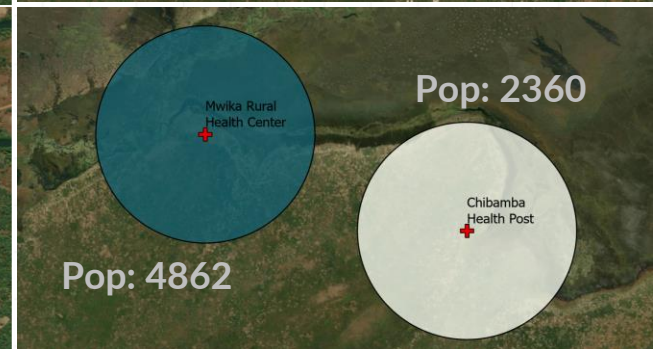 Mwika Rural
Health Center
Pop: 2360
Chibamba
Health Post
Pop: 4862